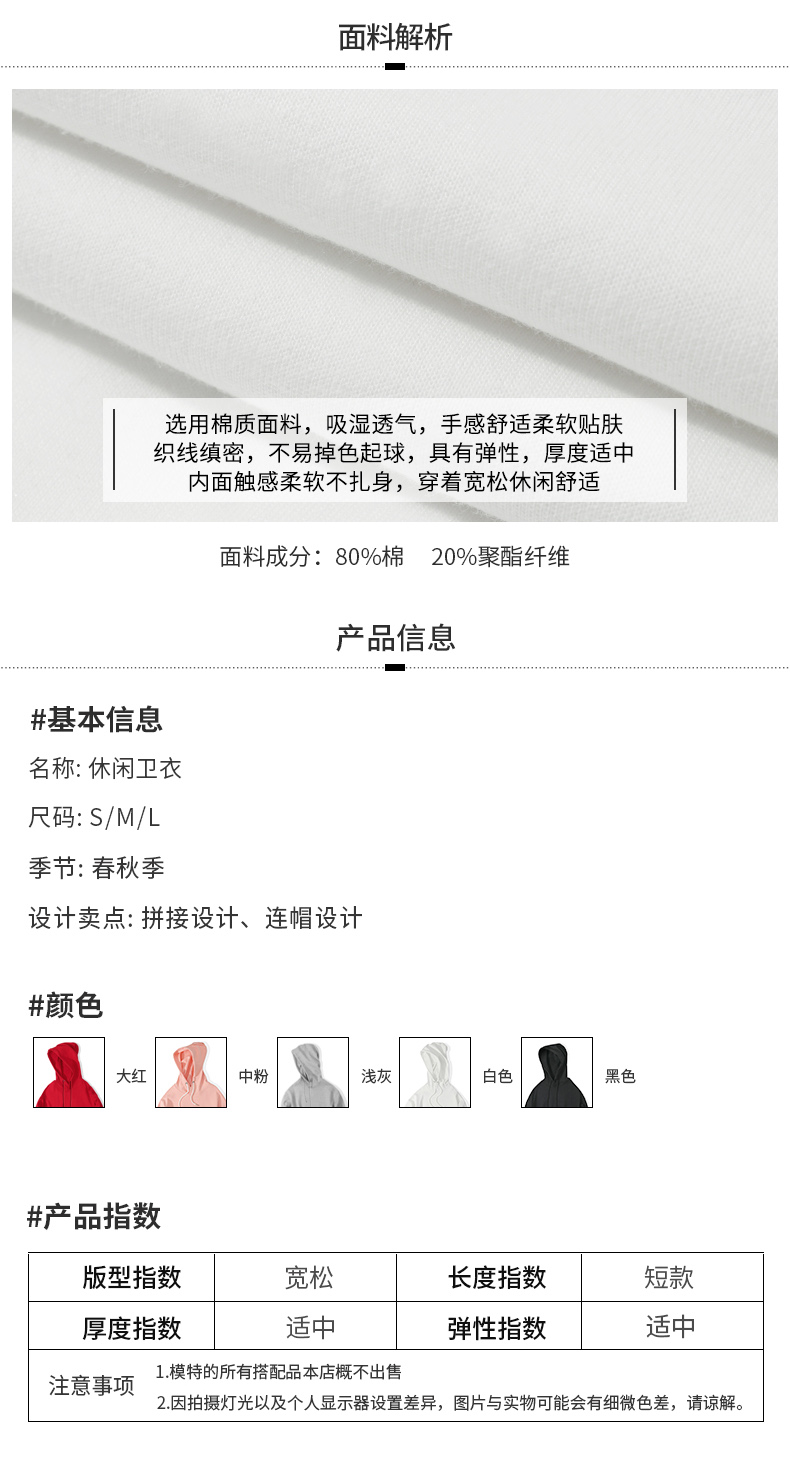 面料解析
选用棉质面料，吸湿透气，手感舒适柔软贴肤
织线缜密，不易掉色起球，具有弹性，厚度适中
内面触感柔软不扎身，穿着宽松休闲舒适
面料成分：80%棉 20%聚酯纤维
产品信息
#基本信息
名称: 休闲卫衣
尺码: S/M/L
季节: 春秋季
设计卖点: 拼接设计、连帽设计
#颜色
大红 中粉 浅灰 白色 黑色
#产品指数
版型指数 宽松 长度指数 短款
厚度指数 适中 弹性指数 适中
注意事项
1.模特的所有搭配品本店概不出售
2.因拍摄灯光以及个人显示器设置差异，图片与实物可能会有细微色差，请谅解。